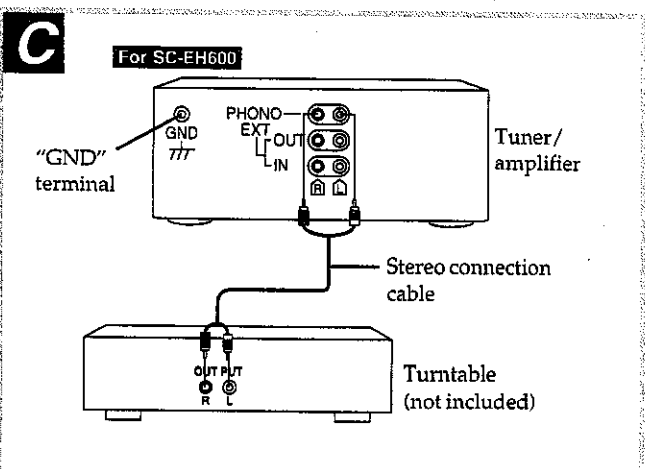 C
For SC-EH600
PHONO
GND
EXT
OUT
IN
R L
"GND"
terminal
Tuner/
amplifier
Stereo connection
cable
OUT PUT
R L
Turntable
(not included)